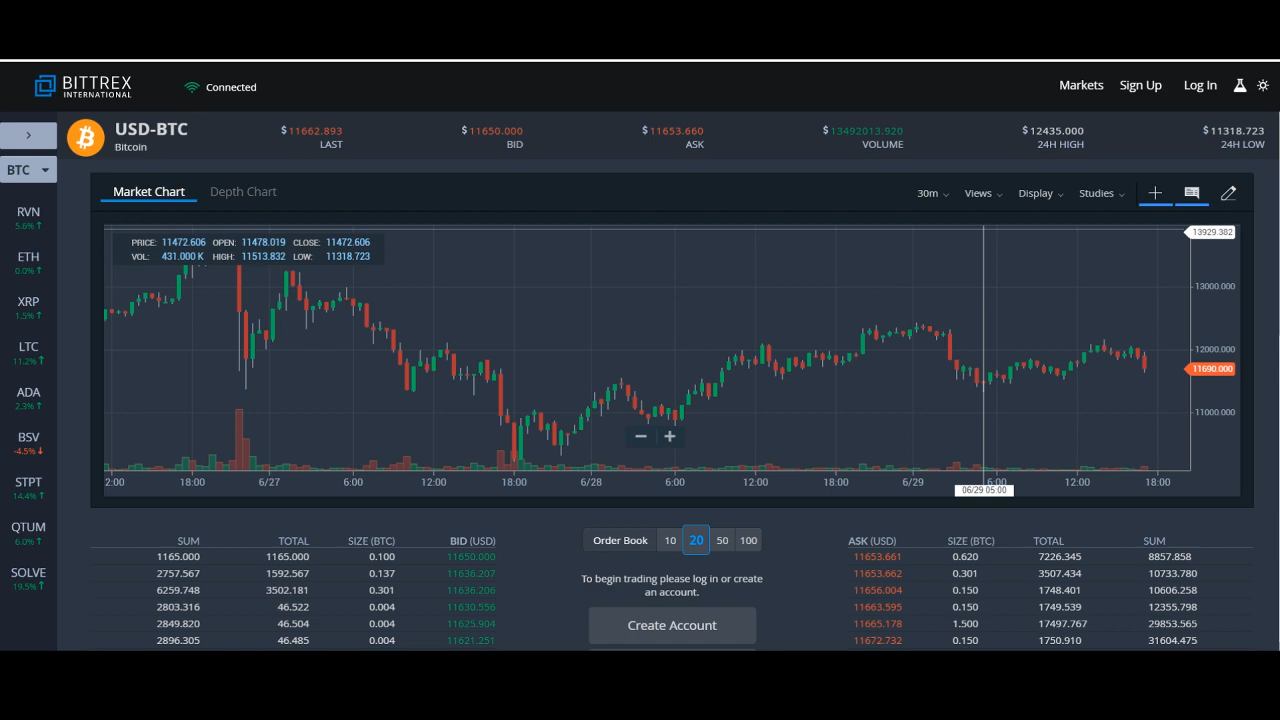 BITTREX
INTERNATIONAL
Connected
Markets Sign Up Log In
USD-BTC
Bitcoin
$ 11662.893 $ 11650.000 $ 11653.660 $ 13492013.920 $ 12435.000 $ 11318.723
LAST BID ASK VOLUME 24H HIGH 24H LOW
BTC
RVN
5.6% ↑
ETH
0.0% ↑
XRP
1.5% ↑
LTC
11.2% ↑
ADA
2.3% ↑
BSV
-4.5% ↓
STPT
14.4% ↑
QTUM
6.0% ↑
SOLVE
19.5% ↑
Market Chart Depth Chart
30m Views Display Studies
PRICE: 11472.606 OPEN: 11478.019 CLOSE: 11472.606
VOL: 431.000 K HIGH: 11513.832 LOW: 11318.723
13929.382
13000.000
12000.000
11690.000
11000.000
− +
2:00 18:00 6/27 6:00 12:00 18:00 6/28 6:00 12:00 18:00 6/29 6:00 12:00 18:00
06/29 05:00
Order Book 10 20 50 100
To begin trading please log in or create
an account.
Create Account
SUM TOTAL SIZE (BTC) BID (USD)
1165.000 1165.000 0.100 11650.000
2757.567 1592.567 0.137 11636.207
6259.748 3502.181 0.301 11636.206
2803.316 46.522 0.004 11630.556
2849.820 46.504 0.004 11625.904
2896.305 46.485 0.004 11621.251
ASK (USD) SIZE (BTC) TOTAL SUM
11653.661 0.620 7226.345 8857.858
11653.662 0.301 3507.434 10733.780
11656.004 0.150 1748.401 10606.258
11663.595 0.150 1749.539 12355.798
11665.178 1.500 17497.767 29853.565
11672.732 0.150 1750.910 31604.475